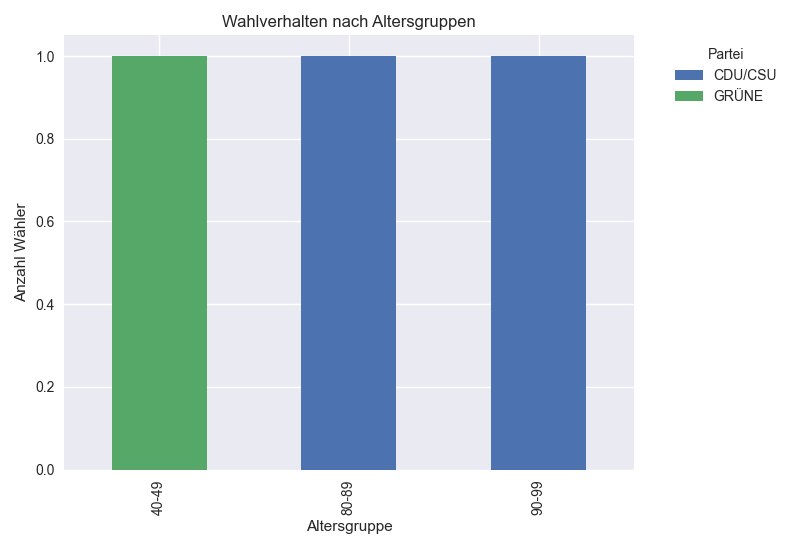 Wahlverhalten nach Altersgruppen
Partei
CDU/CSU
GRÜNE
Anzahl Wähler
1.0
0.8
0.6
0.4
0.2
0.0
40-49
80-89
90-99
Altersgruppe